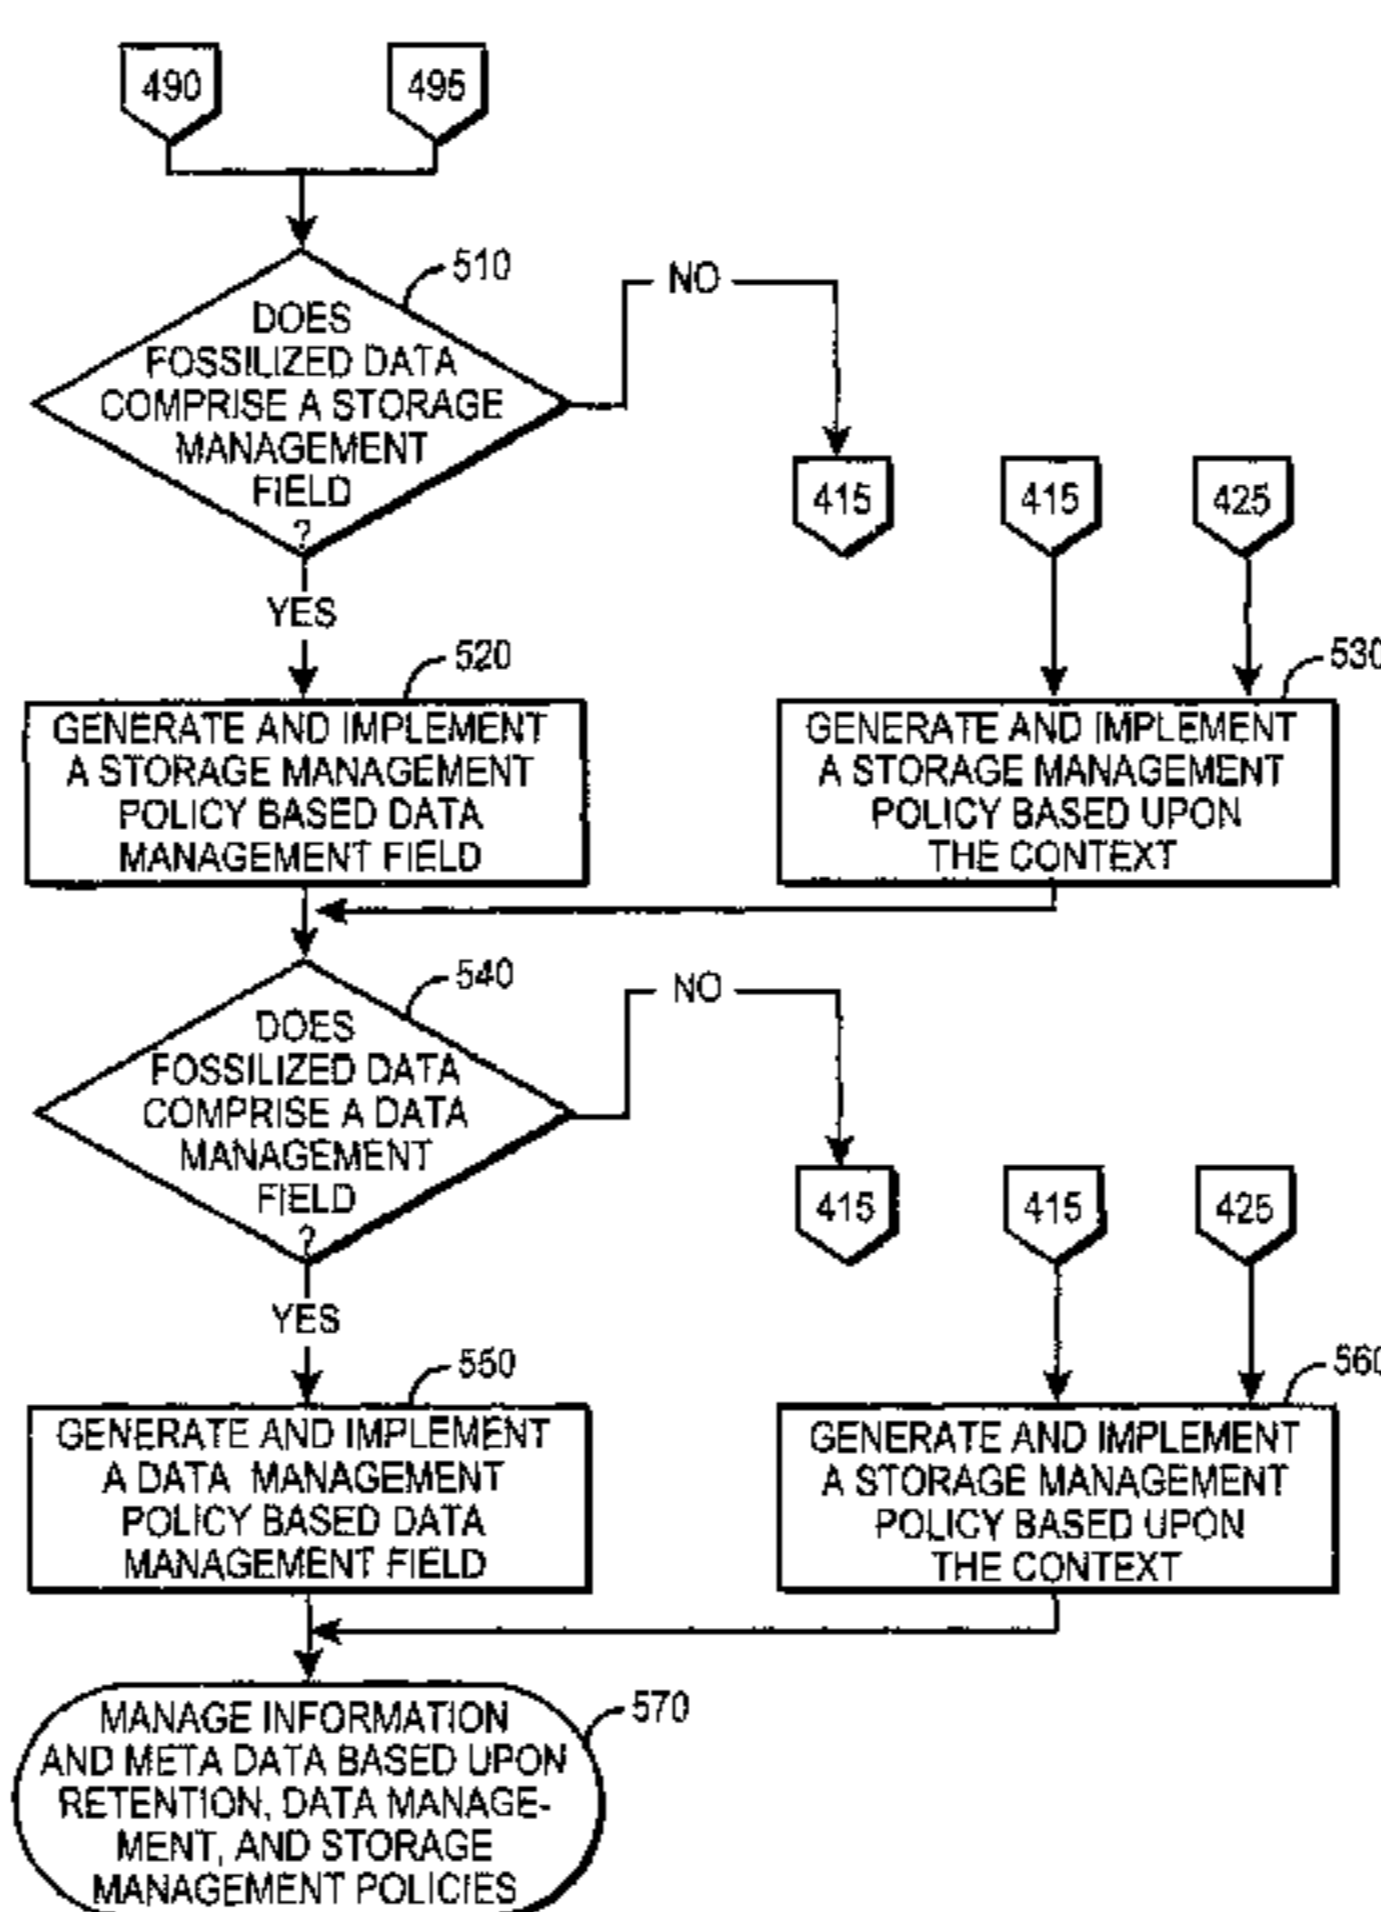 490
495
510
DOES
FOSSILIZED DATA
COMPRISE A STORAGE
MANAGEMENT
FIELD
?
NO
415
415
425
YES
520
GENERATE AND IMPLEMENT
A STORAGE MANAGEMENT
POLICY BASED DATA
MANAGEMENT FIELD
530
GENERATE AND IMPLEMENT
A STORAGE MANAGEMENT
POLICY BASED UPON
THE CONTEXT
540
DOES
FOSSILIZED DATA
COMPRISE A DATA
MANAGEMENT
FIELD
?
NO
415
415
425
YES
550
GENERATE AND IMPLEMENT
A DATA MANAGEMENT
POLICY BASED DATA
MANAGEMENT FIELD
560
GENERATE AND IMPLEMENT
A STORAGE MANAGEMENT
POLICY BASED UPON
THE CONTEXT
570
MANAGE INFORMATION
AND META DATA BASED UPON
RETENTION, DATA MANAGE-
MENT, AND STORAGE
MANAGEMENT POLICIES